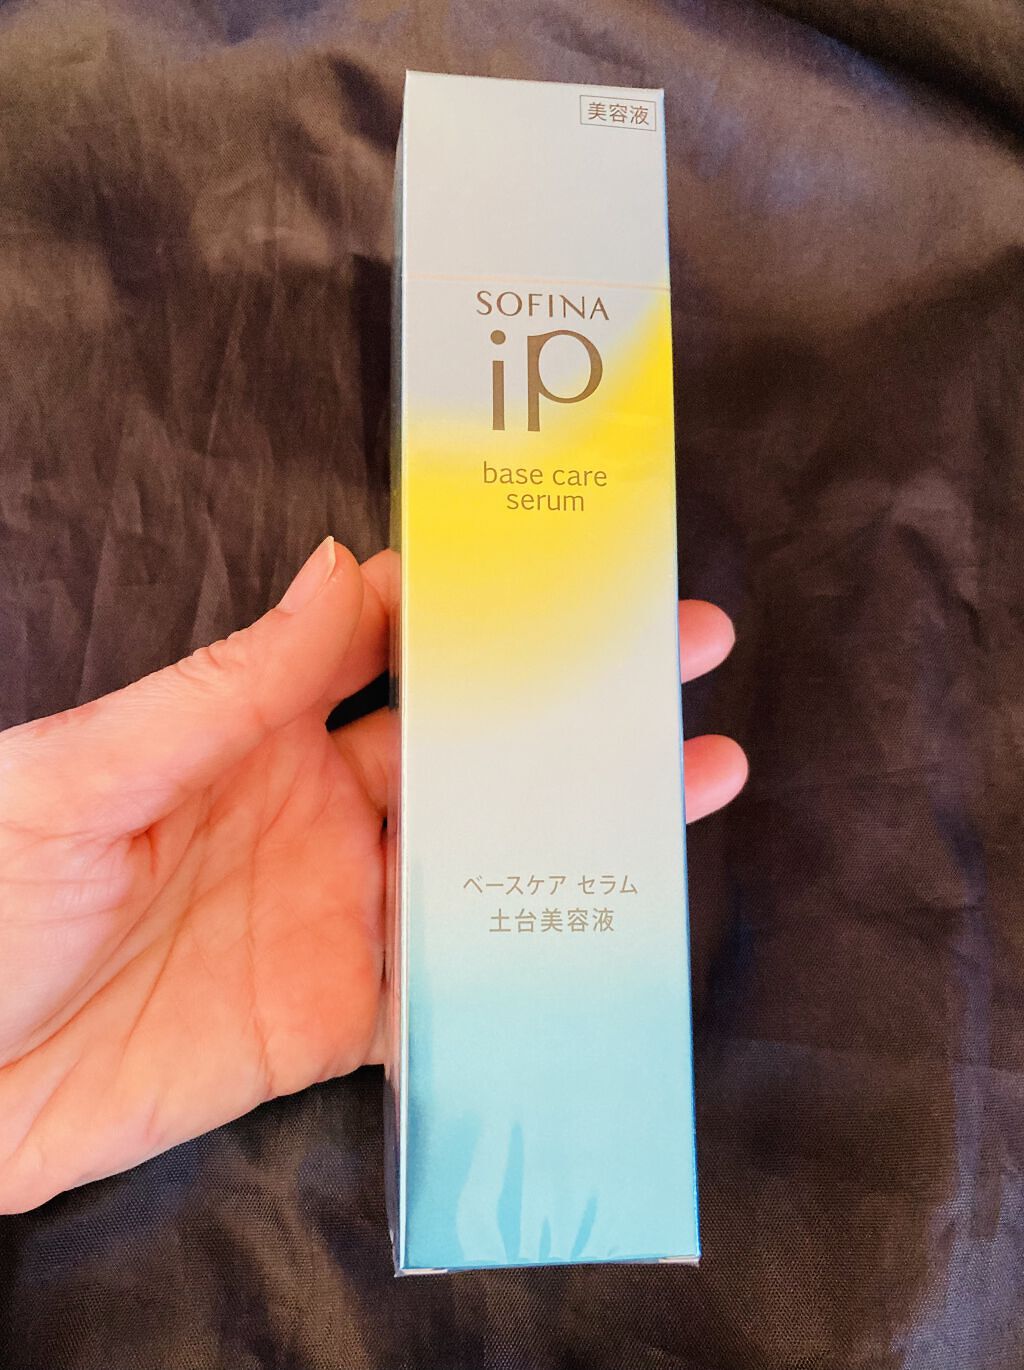 美容液
SOFINA
iP
base care
serum
ベースケア セラム
土台美容液